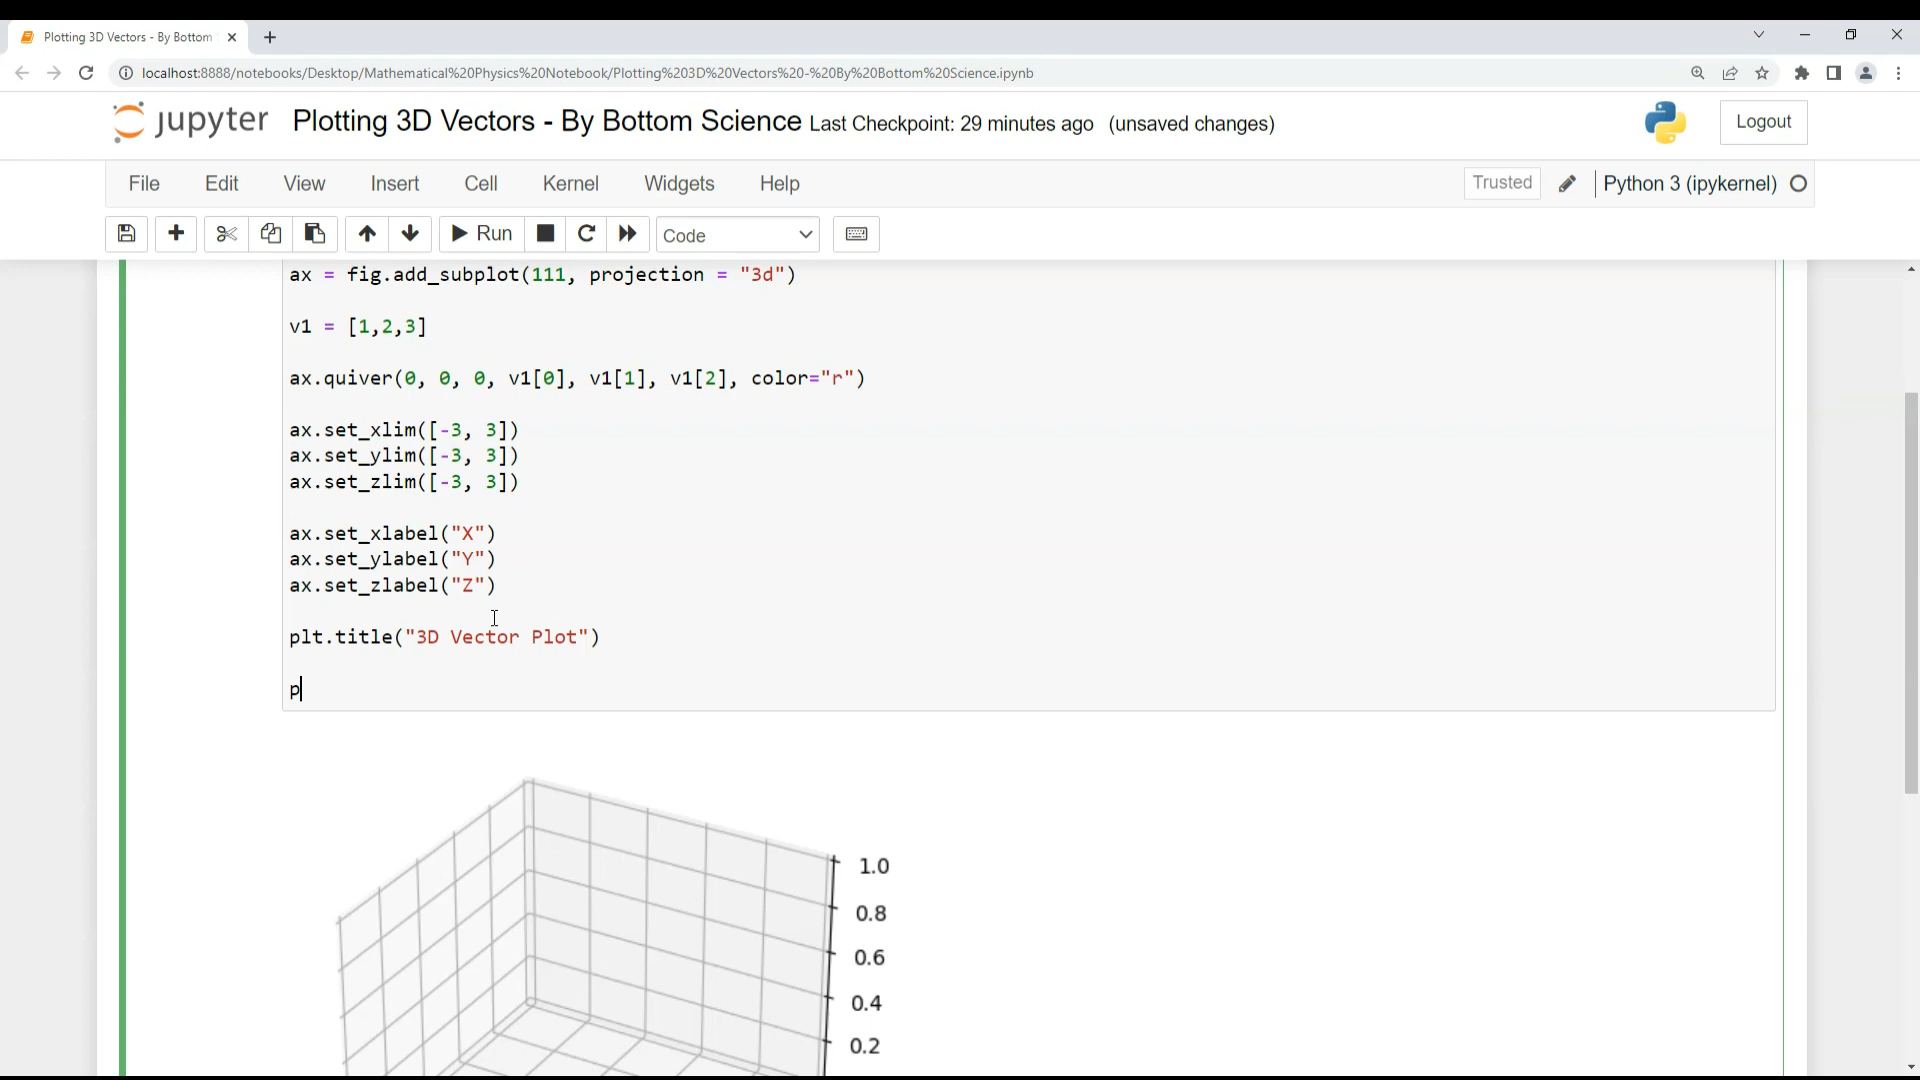 Plotting 3D Vectors - By Bottom
localhost:8888/notebooks/Desktop/Mathematical%20Physics%20Notebook/Plotting%203D%20Vectors%20-%20By%20Bottom%20Science.ipynb
jupyter Plotting 3D Vectors - By Bottom Science Last Checkpoint: 29 minutes ago (unsaved changes)
Logout
File Edit View Insert Cell Kernel Widgets Help
Trusted
Python 3 (ipykernel)
Run
Code
ax = fig.add_subplot(111, projection = "3d")
v1 = [1,2,3]
ax.quiver(0, 0, 0, v1[0], v1[1], v1[2], color="r")
ax.set_xlim([-3, 3])
ax.set_ylim([-3, 3])
ax.set_zlim([-3, 3])
ax.set_xlabel("X")
ax.set_ylabel("Y")
ax.set_zlabel("Z")
plt.title("3D Vector Plot")
p
1.0
0.8
0.6
0.4
0.2